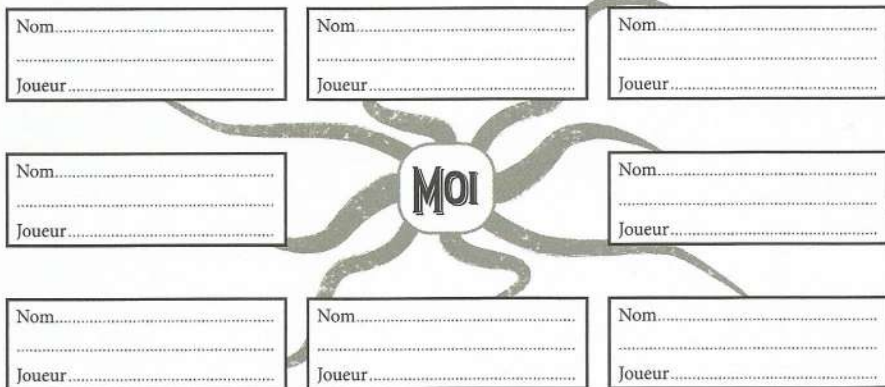 Nom.......... Nom.......... Nom..........
.......... .......... ..........
Joueur.......... Joueur.......... Joueur..........
Nom.......... MOI Nom..........
.......... ..........
Joueur.......... Joueur..........
Nom.......... Nom.......... Nom..........
.......... .......... ..........
Joueur.......... Joueur.......... Joueur..........